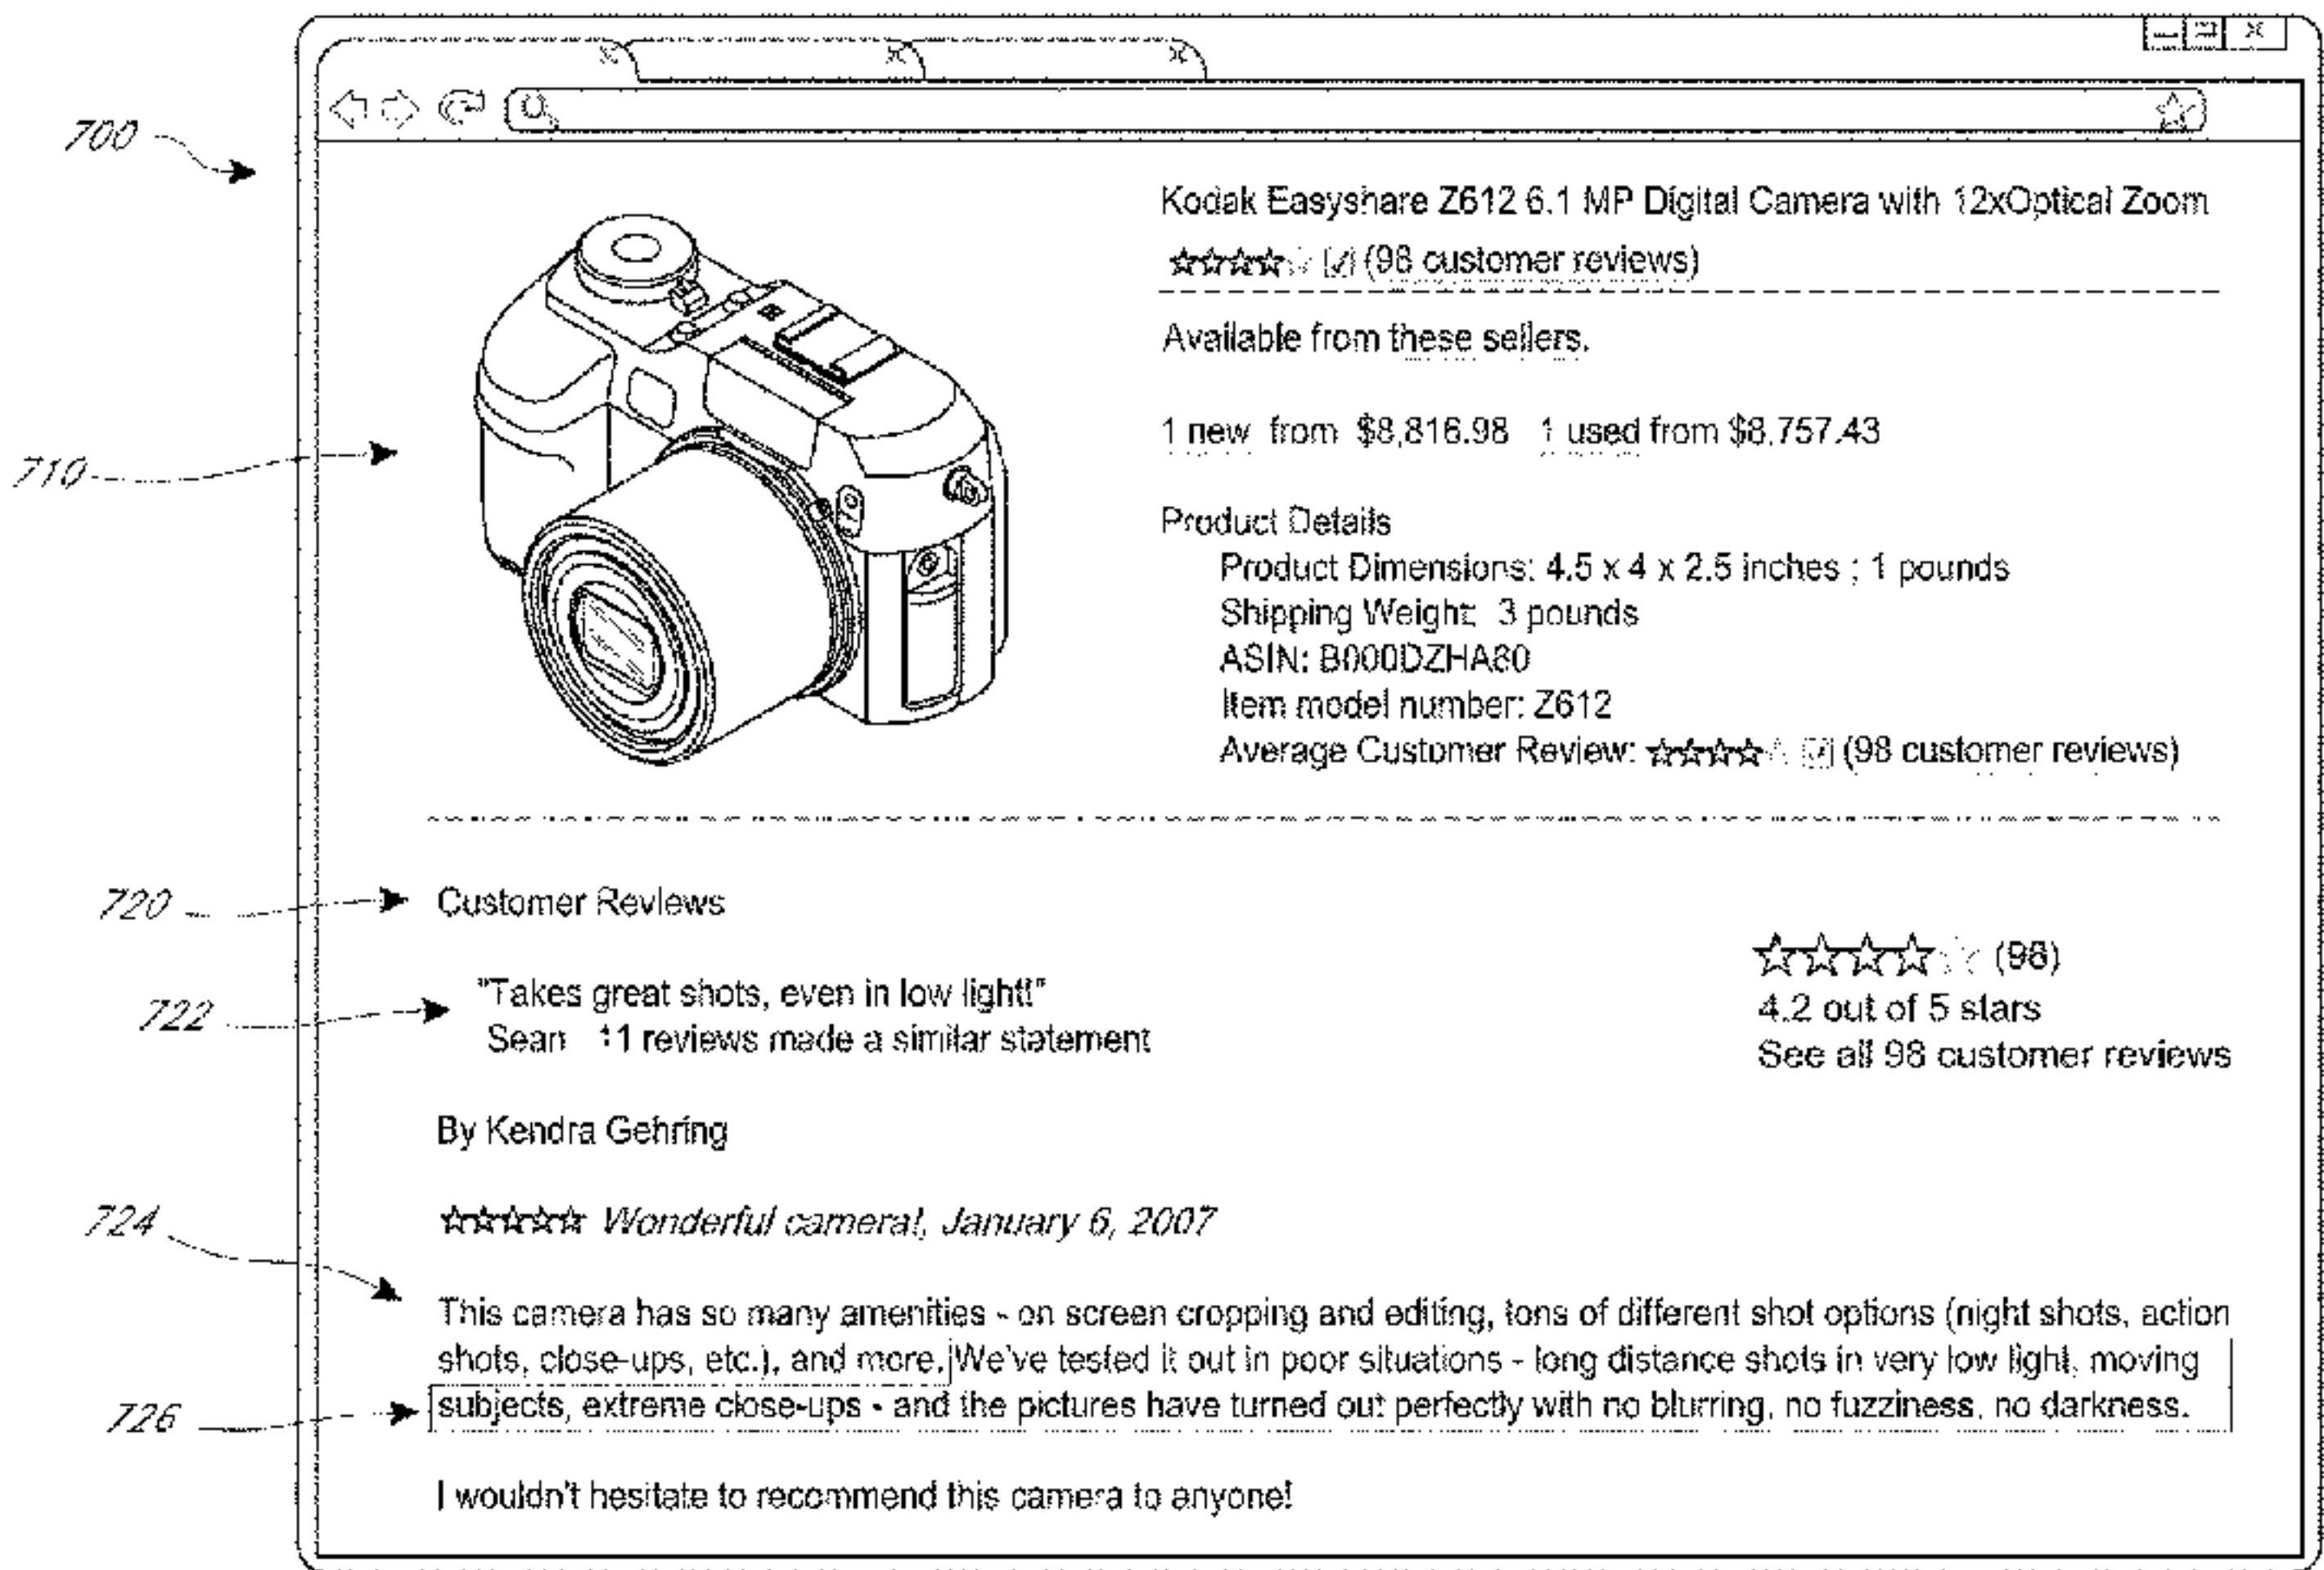 700
Kodak Easyshare Z612 6.1 MP Digital Camera with 12xOptical Zoom
(98 customer reviews)
Available from these sellers.
710
1 new from $8,816.98 1 used from $8,757.43
Product Details
Product Dimensions: 4.5 x 4 x 2.5 inches ; 1 pounds
Shipping Weight: 3 pounds
ASIN: B000DZHA80
Item model number: Z612
Average Customer Review: (98 customer reviews)
720
Customer Reviews
(98)
4.2 out of 5 stars
See all 98 customer reviews
722
"Takes great shots, even in low light!"
Sean 11 reviews made a similar statement
By Kendra Gehring
724
Wonderful camera!, January 6, 2007
This camera has so many amenities - on screen cropping and editing, tons of different shot options (night shots, action
shots, close-ups, etc.), and more. We've tested it out in poor situations - long distance shots in very low light, moving
726
subjects, extreme close-ups - and the pictures have turned out perfectly with no blurring, no fuzziness, no darkness.
I wouldn't hesitate to recommend this camera to anyone!